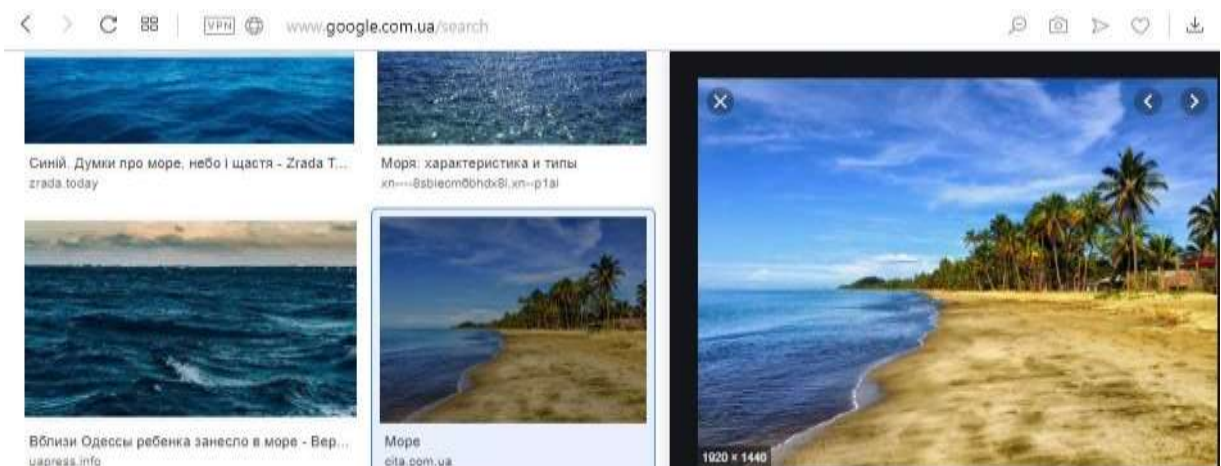 VPN www.google.com.ua/search
Синій. Думки про море, небо і щастя - Zrada T...
zrada.today
Моря: характеристика и типы
Вблизи Одессы ребенка занесло в море - Вер...
uapress.info
Море
cita.com.ua
1920 × 1440